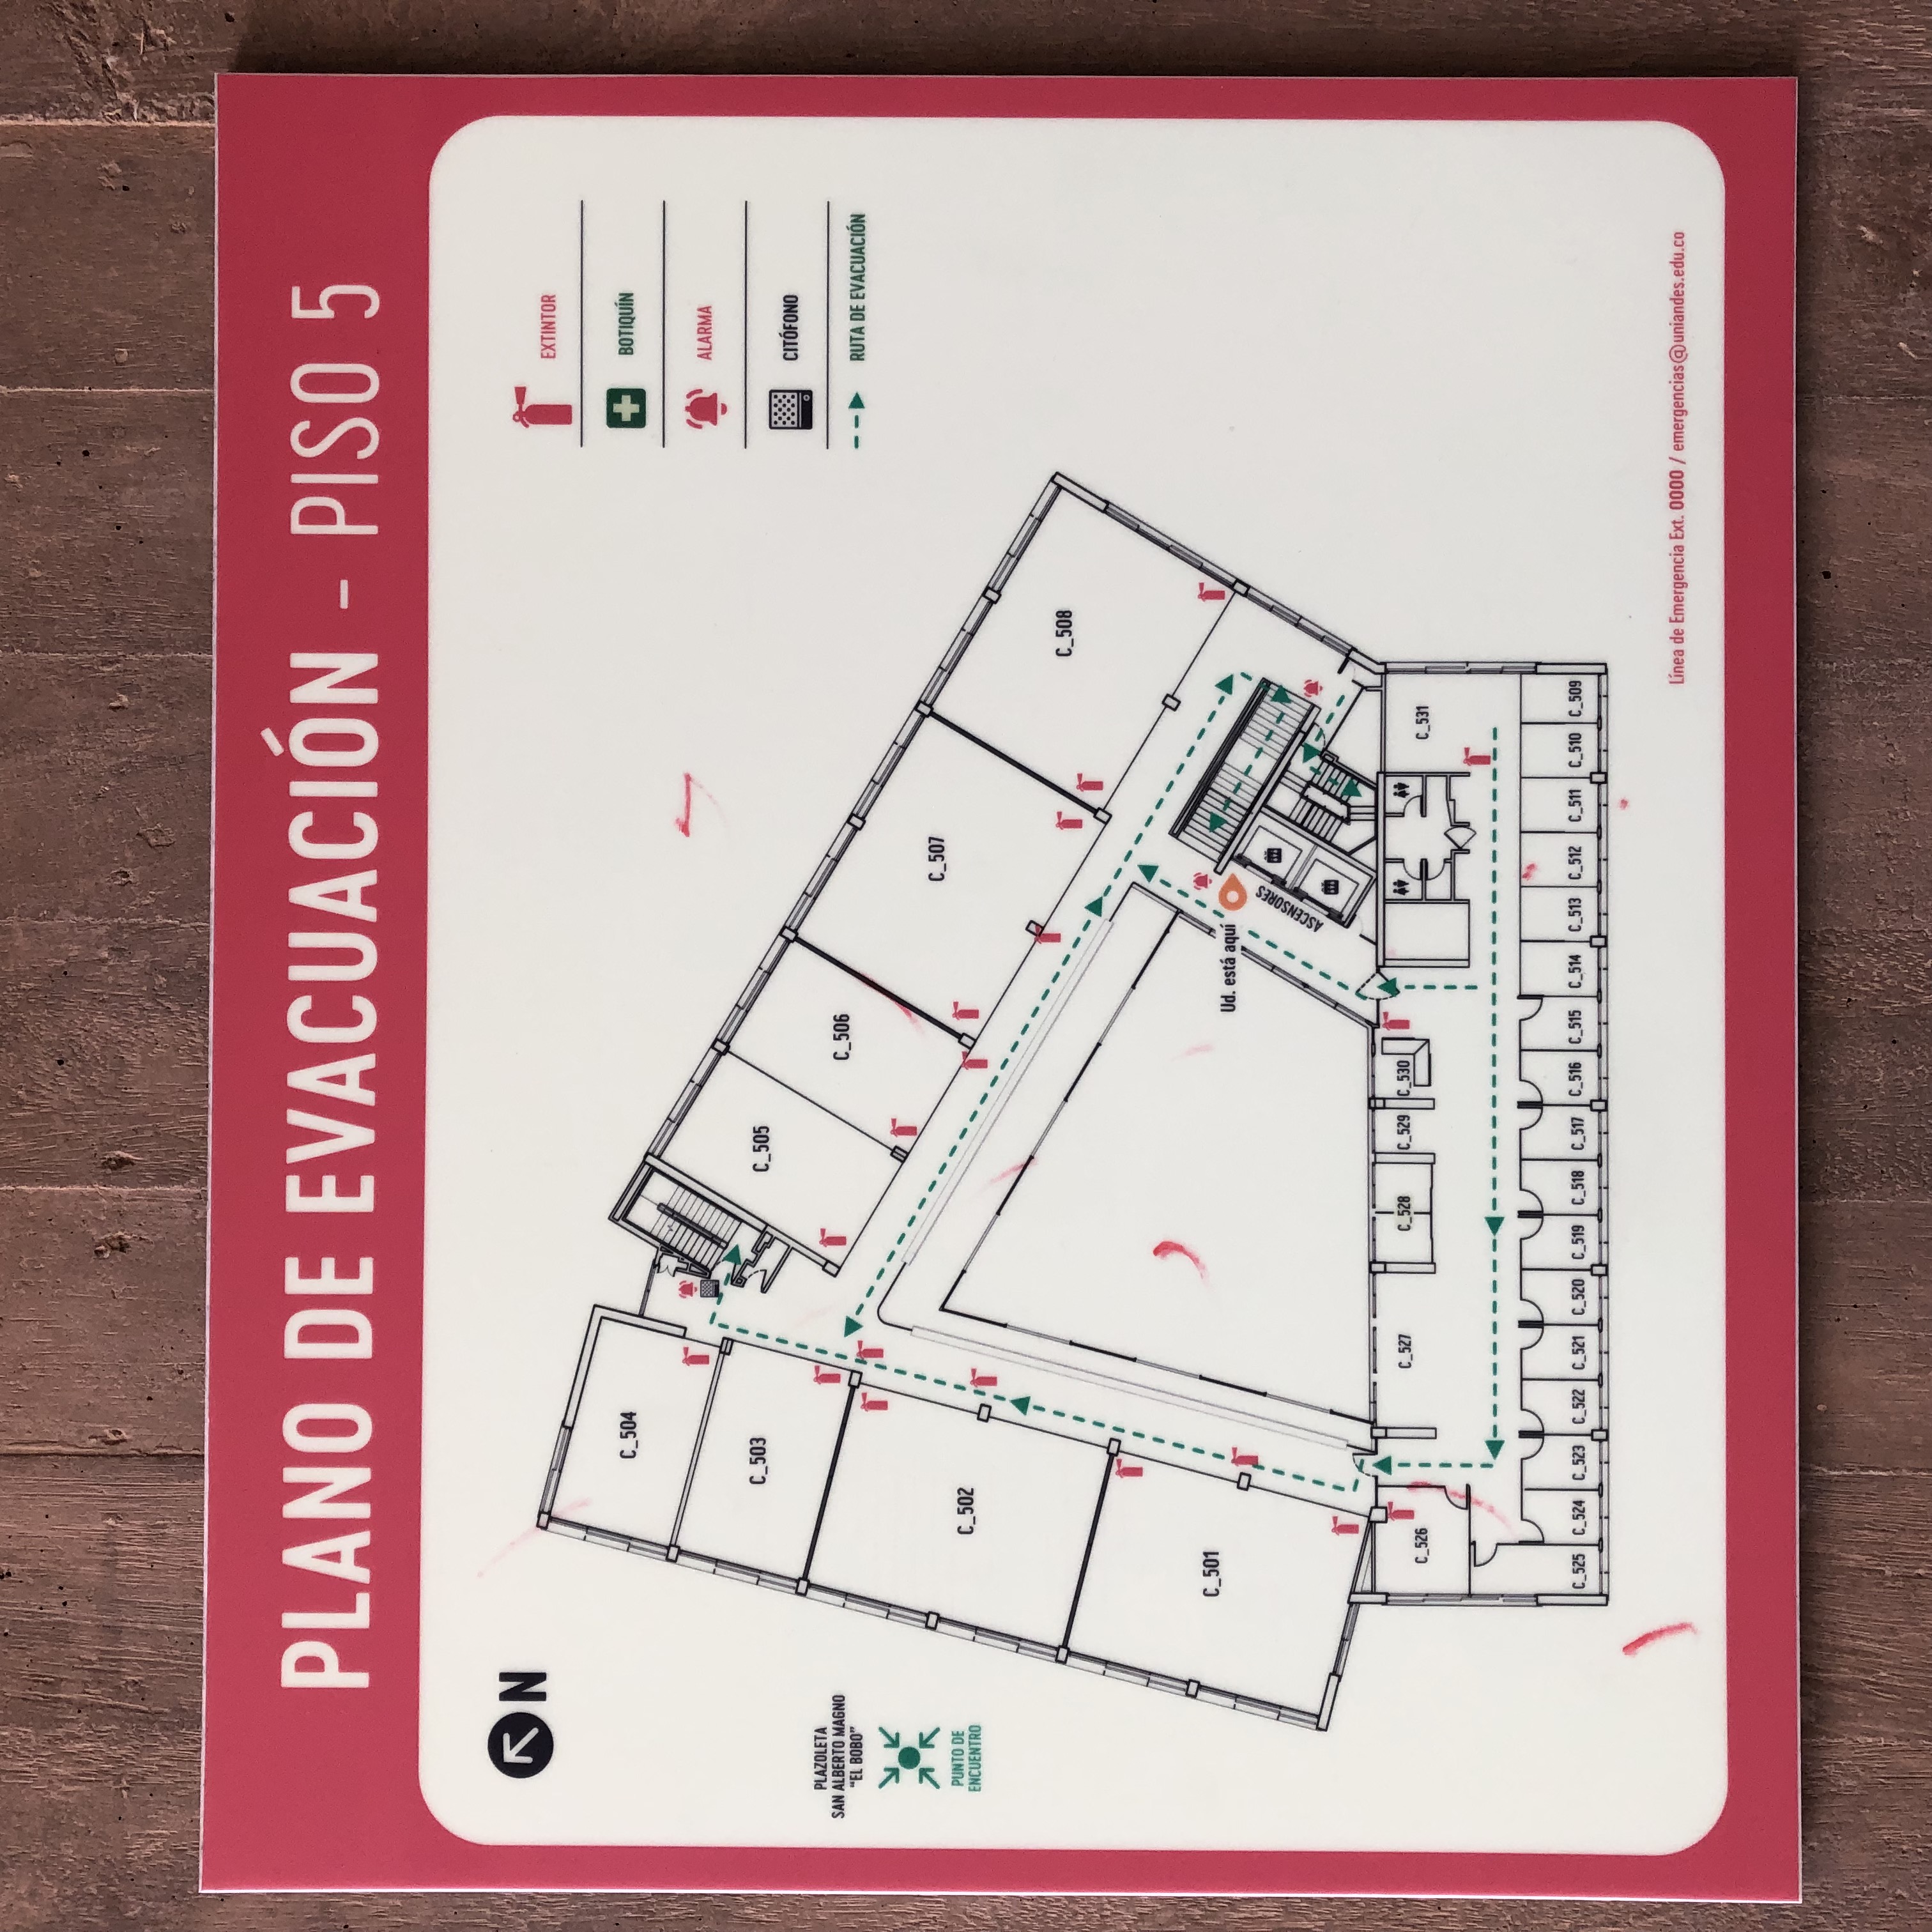 PLANO DE EVACUACIÓN - PISO 5
N
EXTINTOR
BOTIQUÍN
ALARMA
CITÓFONO
RUTA DE EVACUACIÓN
PLAZOLETA
SAN ALBERTO MAGNO
“EL BOBO”
PUNTO DE
ENCUENTRO
C_504
C_503
C_505
C_506
C_502
C_507
C_508
C_501
Ud. está aquí
ASCENSORES
C_526
C_527
C_528
C_529
C_530
C_531
C_525
C_524
C_523
C_522
C_521
C_520
C_519
C_518
C_517
C_516
C_515
C_514
C_513
C_512
C_511
C_510
C_509
Línea de Emergencia Ext. 0000 / emergencias@uniandes.edu.co